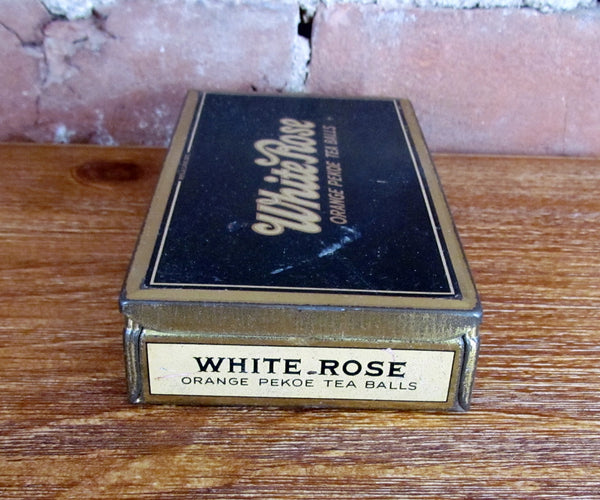 White Rose
ORANGE PEKOE TEA BALLS
WHITE ROSE
ORANGE PEKOE TEA BALLS